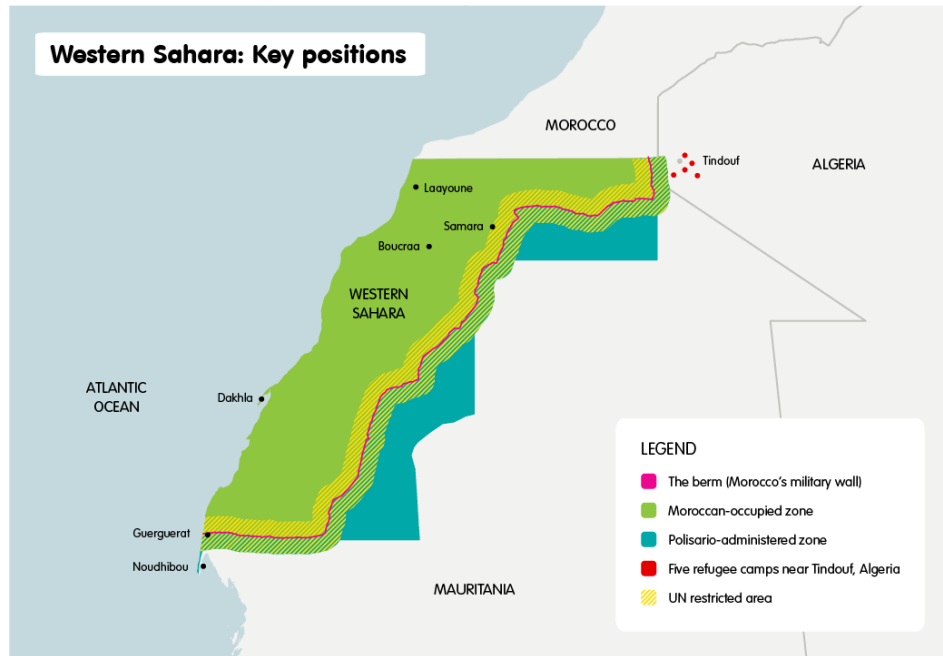 Western Sahara: Key positions
MOROCCO
Tindouf
ALGERIA
Laayoune
Samara
Boucraa
WESTERN
SAHARA
ATLANTIC
OCEAN
Dakhla
Guerguerat
Noudhibou
MAURITANIA
LEGEND
The berm (Morocco's military wall)
Moroccan-occupied zone
Polisario-administered zone
Five refugee camps near Tindouf, Algeria
UN restricted area